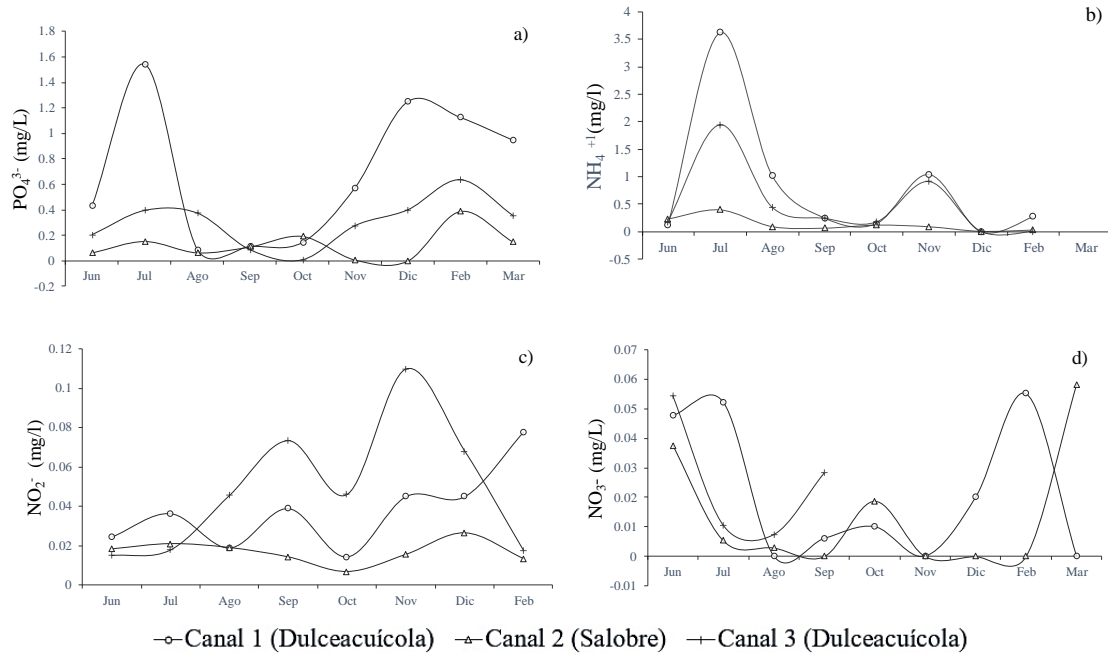 a)
PO₄³⁻ (mg/L)
1.8
1.6
1.4
1.2
1
0.8
0.6
0.4
0.2
0
-0.2
Jun Jul Ago Sep Oct Nov Dic Feb Mar
b)
NH₄ ⁺¹(mg/l)
4
3.5
3
2.5
2
1.5
1
0.5
0
-0.5
Jun Jul Ago Sep Oct Nov Dic Feb Mar
c)
NO₂⁻ (mg/l)
0.12
0.1
0.08
0.06
0.04
0.02
0
Jun Jul Ago Sep Oct Nov Dic Feb
d)
NO₃₋ (mg/L)
0.07
0.06
0.05
0.04
0.03
0.02
0.01
0
-0.01
Jun Jul Ago Sep Oct Nov Dic Feb Mar
Canal 1 (Dulceacuícola) Canal 2 (Salobre) Canal 3 (Dulceacuícola)